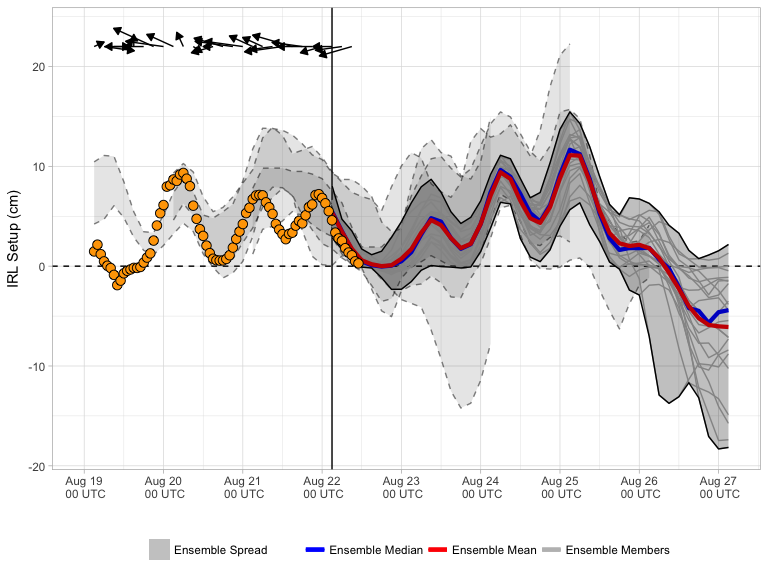 IRL Setup (cm)
20
10
0
-10
-20
Aug 19 Aug 20 Aug 21 Aug 22 Aug 23 Aug 24 Aug 25 Aug 26 Aug 27
00 UTC 00 UTC 00 UTC 00 UTC 00 UTC 00 UTC 00 UTC 00 UTC 00 UTC
Ensemble Spread Ensemble Median Ensemble Mean Ensemble Members